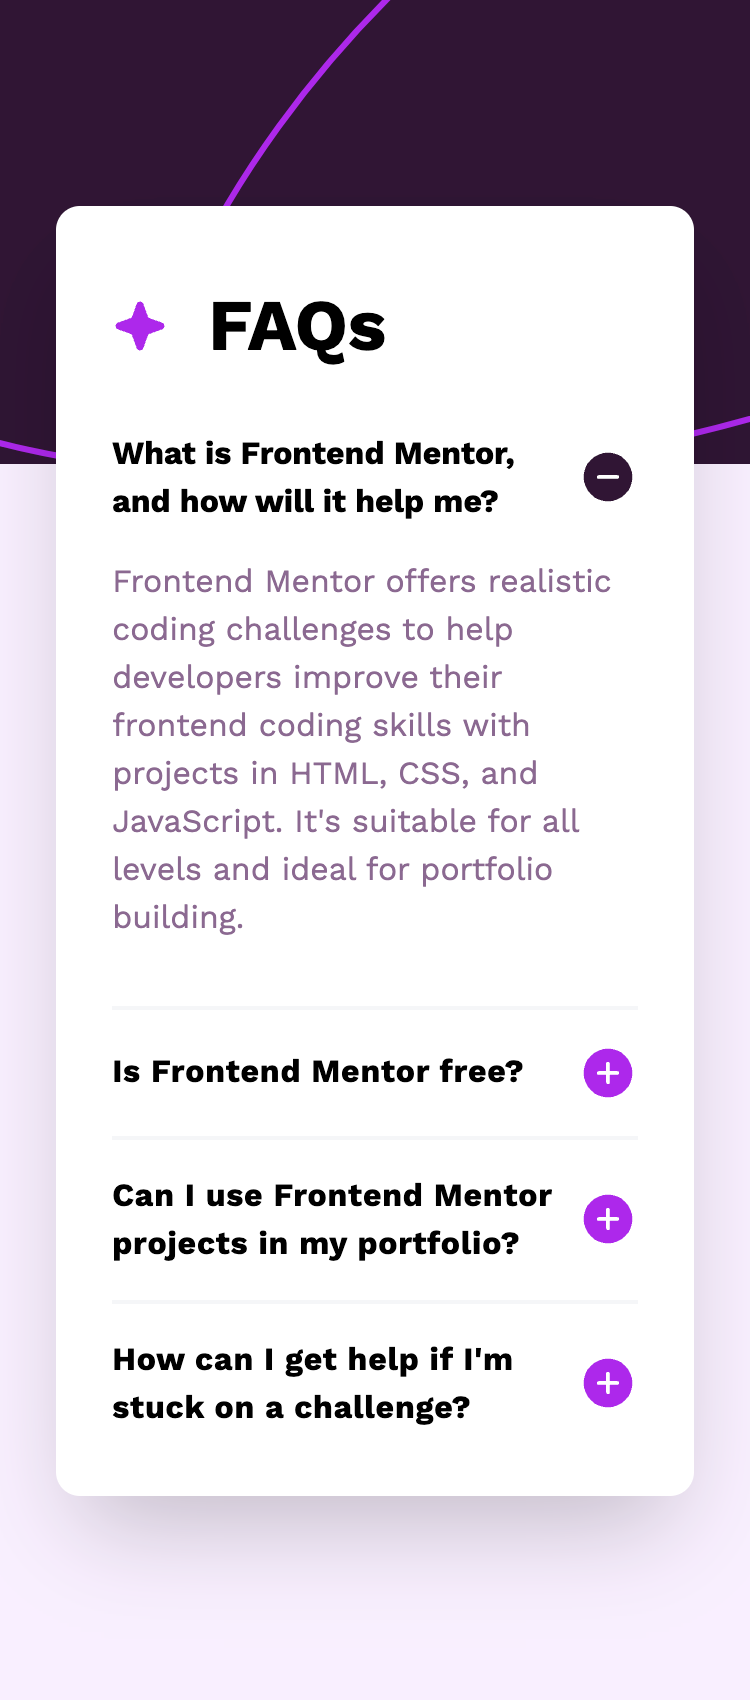 FAQs
What is Frontend Mentor,
and how will it help me?
Frontend Mentor offers realistic
coding challenges to help
developers improve their
frontend coding skills with
projects in HTML, CSS, and
JavaScript. It's suitable for all
levels and ideal for portfolio
building.
Is Frontend Mentor free?
Can I use Frontend Mentor
projects in my portfolio?
How can I get help if I'm
stuck on a challenge?